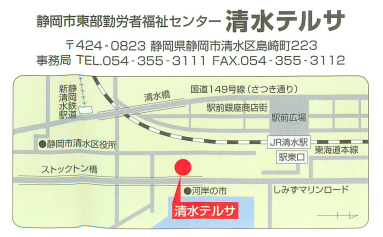 静岡市東部勤労者福祉センター 清水テルサ
〒424-0823 静岡県静岡市清水区島崎町223
事務局 TEL.054-355-3111 FAX.054-355-3112
国道149号線(さつき通り)
清水橋
新清水駅
静岡鉄道
駅前銀座商店街
駅前広場
JR清水駅
静岡市清水区役所
駅東口
東海道本線
ストックトン橋
河岸の市
しみずマリンロード
清水テルサ